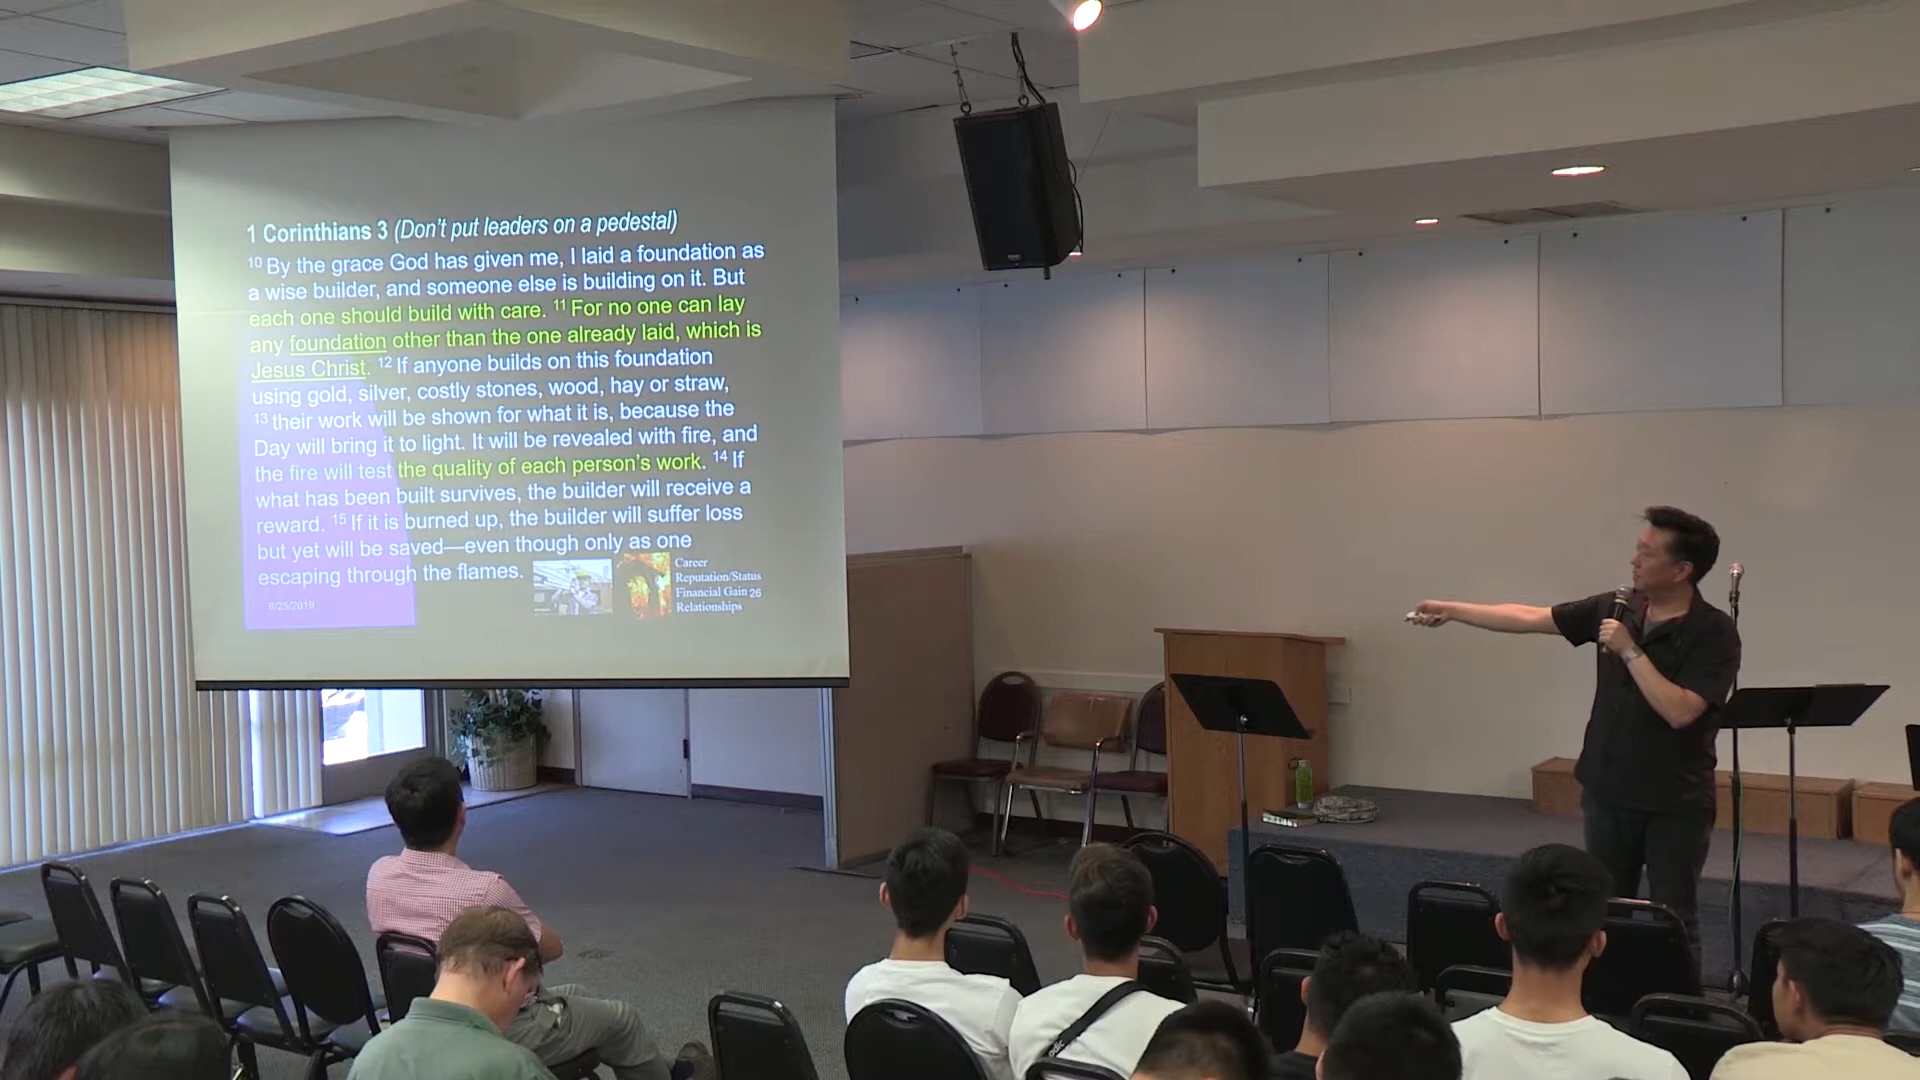 1 Corinthians 3 (Don't put leaders on a pedestal)
10 By the grace God has given me, I laid a foundation as
a wise builder, and someone else is building on it. But
each one should build with care. 11 For no one can lay
any foundation other than the one already laid, which is
Jesus Christ. 12 If anyone builds on this foundation
using gold, silver, costly stones, wood, hay or straw,
13 their work will be shown for what it is, because the
Day will bring it to light. It will be revealed with fire, and
the fire will test the quality of each person's work. 14 If
what has been built survives, the builder will receive a
reward. 15 If it is burned up, the builder will suffer loss
but yet will be saved—even though only as one
escaping through the flames.
Career
Reputation/Status
Financial Gain 26
Relationships
8/25/2019
odic